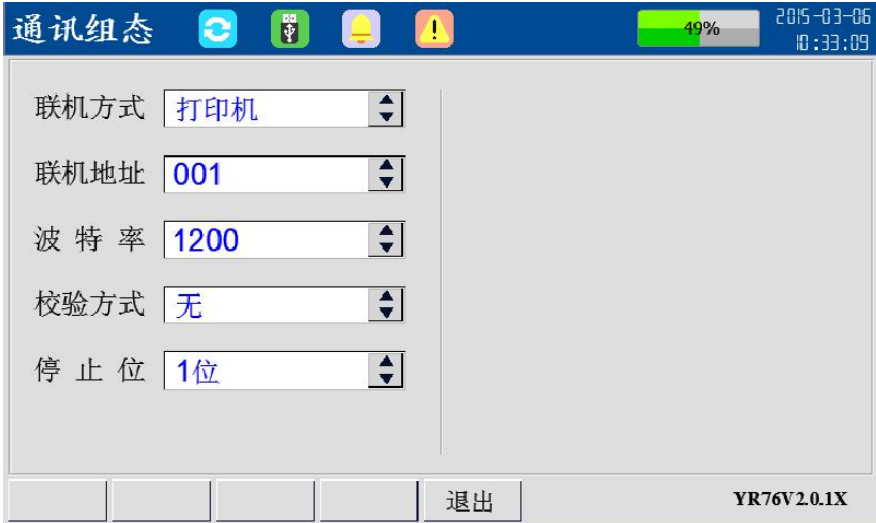 通讯组态
49%
2015-03-06
10:33:09
联机方式 打印机
联机地址 001
波特率 1200
校验方式 无
停止位 1位
退出
YR76V2.0.1X